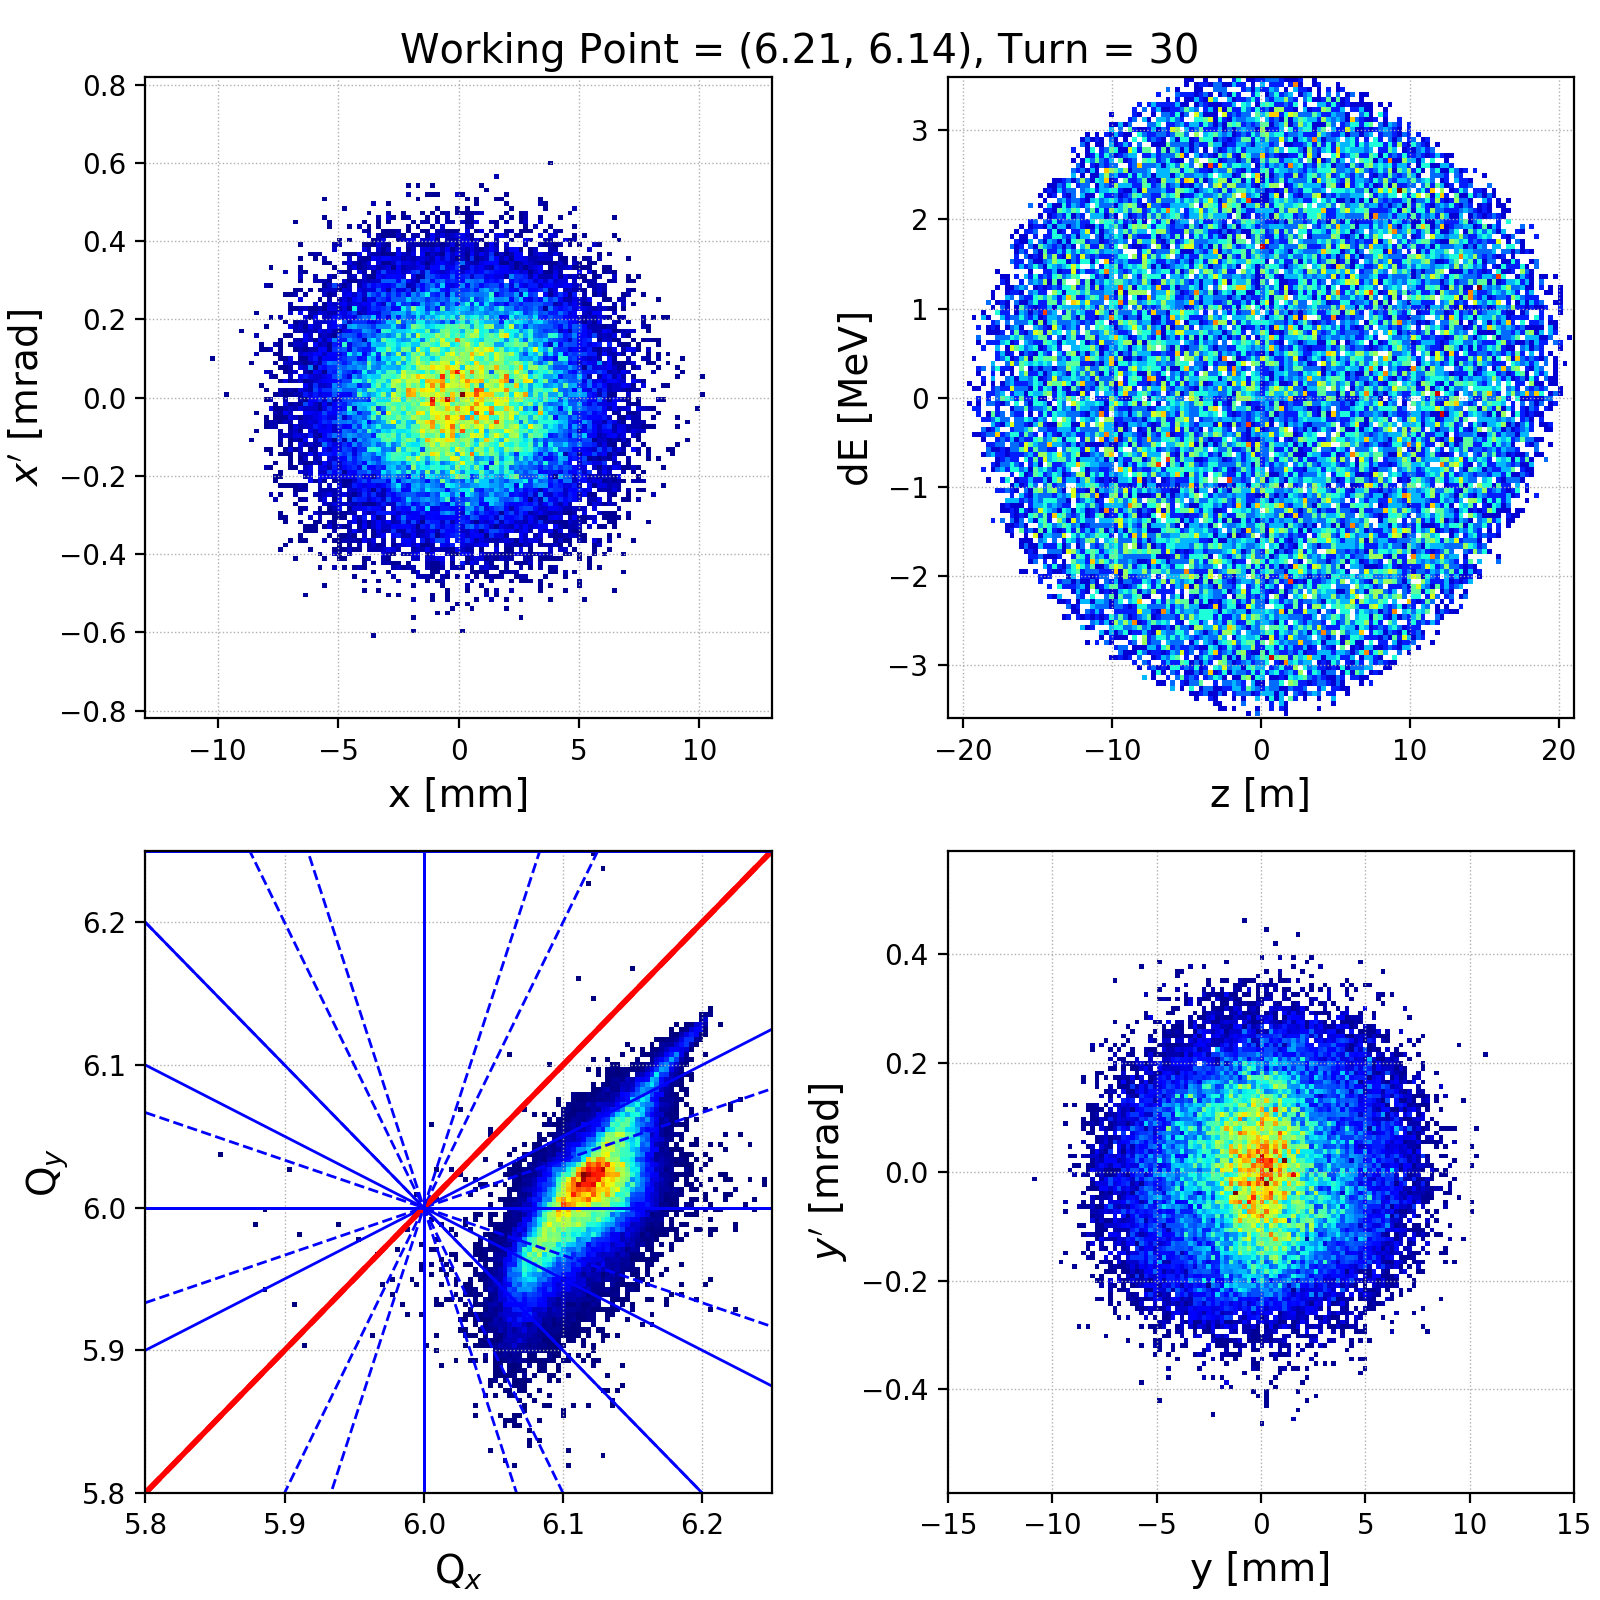 Working Point = (6.21, 6.14), Turn = 30
0.8
0.6
0.4
0.2
0.0
−0.2
−0.4
−0.6
−0.8
x′ [mrad]
−10 −5 0 5 10
x [mm]
3
2
1
0
−1
−2
−3
dE [MeV]
−20 −10 0 10 20
z [m]
6.2
6.1
6.0
5.9
5.8
Qy
5.8 5.9 6.0 6.1 6.2
Qx
0.4
0.2
0.0
−0.2
−0.4
y′ [mrad]
−15 −10 −5 0 5 10 15
y [mm]